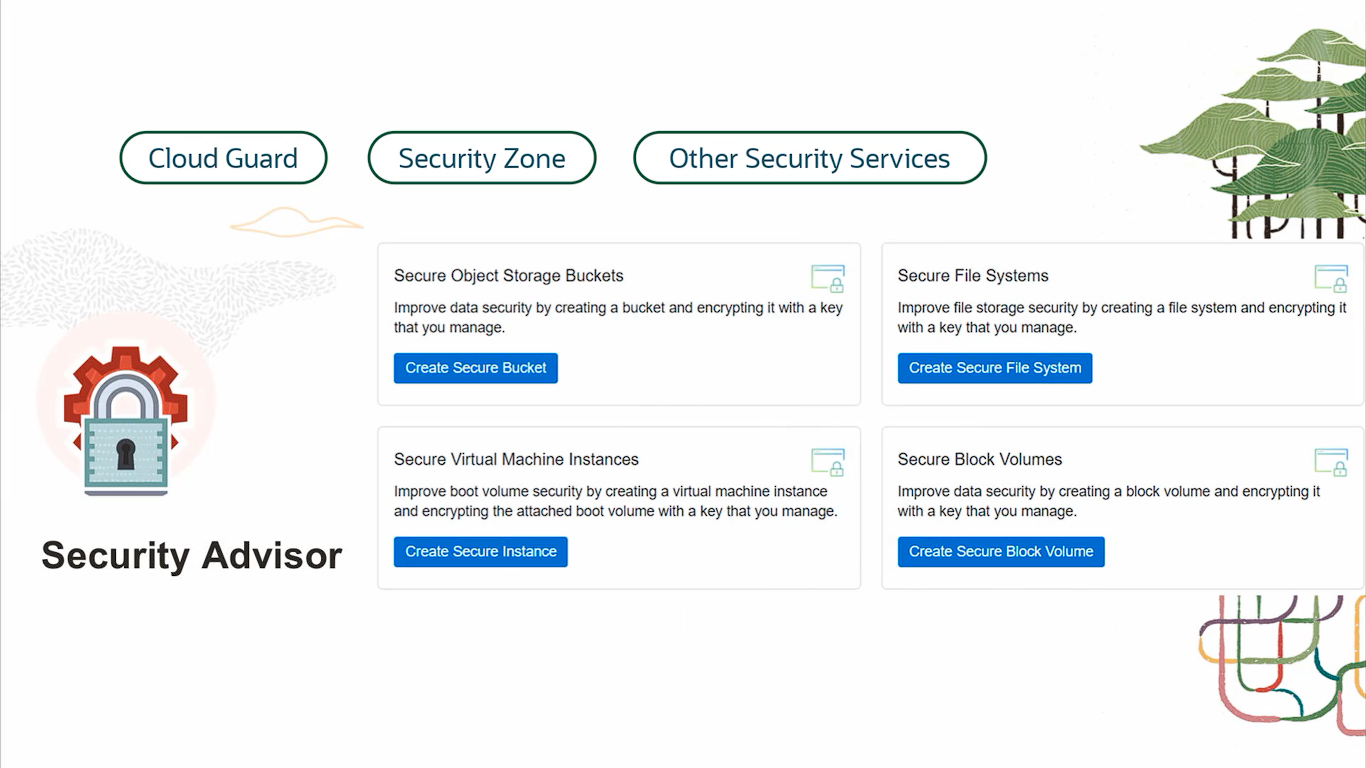 Cloud Guard
Security Zone
Other Security Services
Secure Object Storage Buckets
Improve data security by creating a bucket and encrypting it with a key
that you manage.
Create Secure Bucket
Secure File Systems
Improve file storage security by creating a file system and encrypting it
with a key that you manage.
Create Secure File System
Secure Virtual Machine Instances
Improve boot volume security by creating a virtual machine instance
and encrypting the attached boot volume with a key that you manage.
Create Secure Instance
Secure Block Volumes
Improve data security by creating a block volume and encrypting it
with a key that you manage.
Create Secure Block Volume
Security Advisor